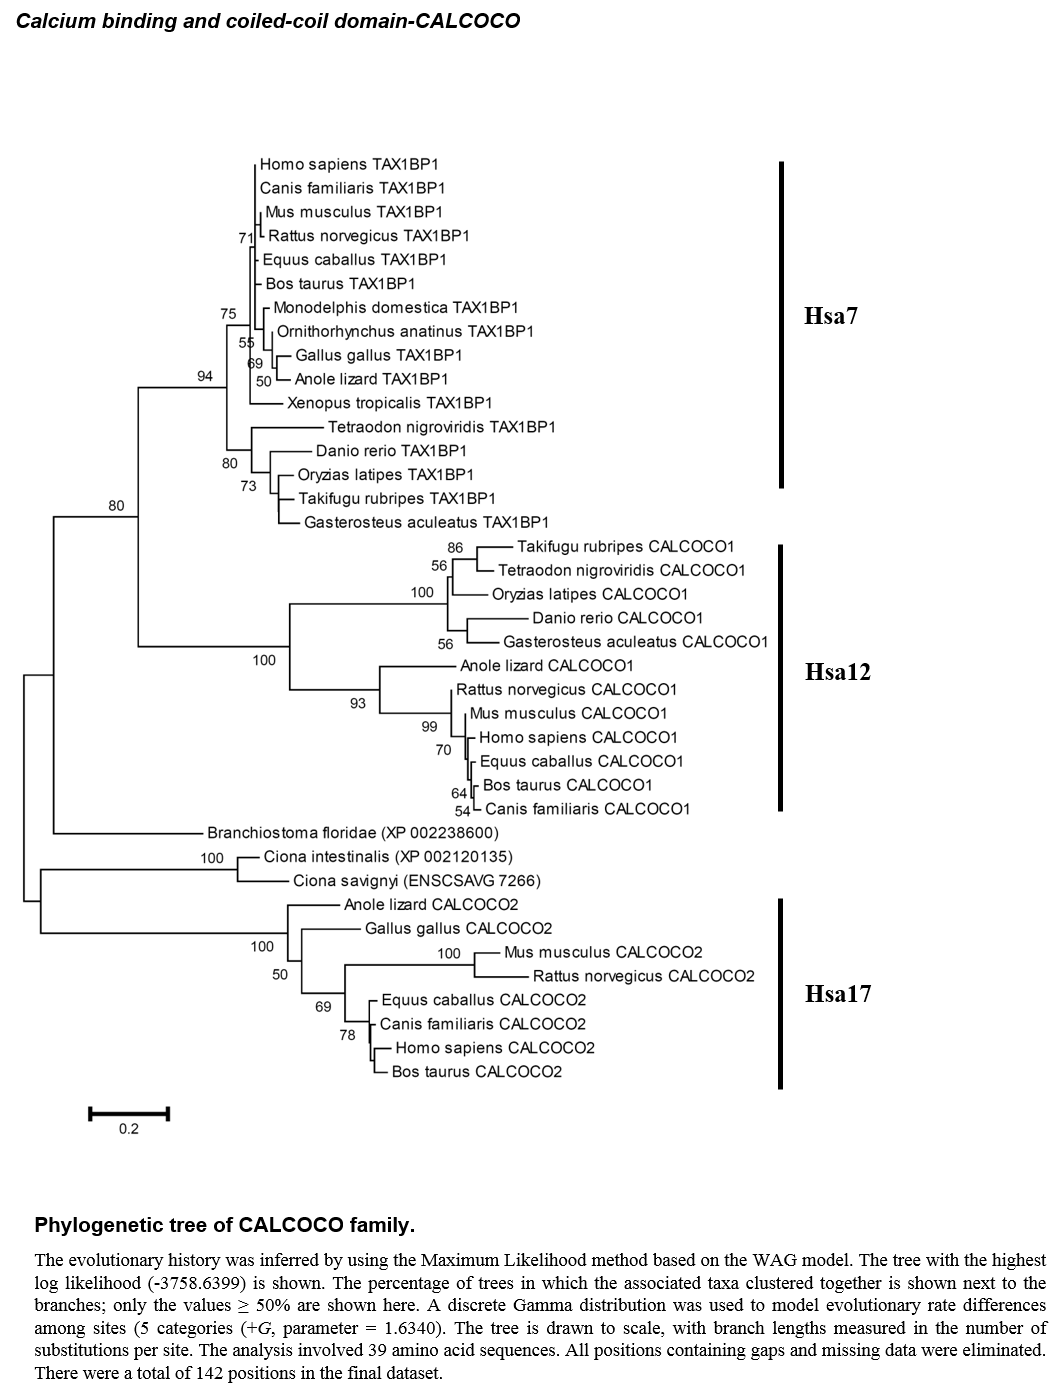 Calcium binding and coiled-coil domain-CALCOCO
Homo sapiens TAX1BP1
Canis familiaris TAX1BP1
Mus musculus TAX1BP1
71
Rattus norvegicus TAX1BP1
Equus caballus TAX1BP1
Bos taurus TAX1BP1
Monodelphis domestica TAX1BP1
75
Hsa7
Ornithorhynchus anatinus TAX1BP1
55
Gallus gallus TAX1BP1
69
Anole lizard TAX1BP1
94
50
Xenopus tropicalis TAX1BP1
Tetraodon nigroviridis TAX1BP1
Danio rerio TAX1BP1
80
Oryzias latipes TAX1BP1
73
Takifugu rubripes TAX1BP1
80
Gasterosteus aculeatus TAX1BP1
86
Takifugu rubripes CALCOCO1
56
Tetraodon nigroviridis CALCOCO1
100
Oryzias latipes CALCOCO1
Danio rerio CALCOCO1
56
Gasterosteus aculeatus CALCOCO1
100
Anole lizard CALCOCO1
Hsa12
Rattus norvegicus CALCOCO1
93
Mus musculus CALCOCO1
99
Homo sapiens CALCOCO1
70
Equus caballus CALCOCO1
Bos taurus CALCOCO1
64
Canis familiaris CALCOCO1
54
Branchiostoma floridae (XP 002238600)
100
Ciona intestinalis (XP 002120135)
Ciona savignyi (ENSCSAVG 7266)
Anole lizard CALCOCO2
Gallus gallus CALCOCO2
100
100
Mus musculus CALCOCO2
50
Rattus norvegicus CALCOCO2
Hsa17
Equus caballus CALCOCO2
69
Canis familiaris CALCOCO2
78
Homo sapiens CALCOCO2
Bos taurus CALCOCO2
0.2
Phylogenetic tree of CALCOCO family.
The evolutionary history was inferred by using the Maximum Likelihood method based on the WAG model. The tree with the highest
log likelihood (-3758.6399) is shown. The percentage of trees in which the associated taxa clustered together is shown next to the
branches; only the values ≥ 50% are shown here. A discrete Gamma distribution was used to model evolutionary rate differences
among sites (5 categories (+G, parameter = 1.6340). The tree is drawn to scale, with branch lengths measured in the number of
substitutions per site. The analysis involved 39 amino acid sequences. All positions containing gaps and missing data were eliminated.
There were a total of 142 positions in the final dataset.